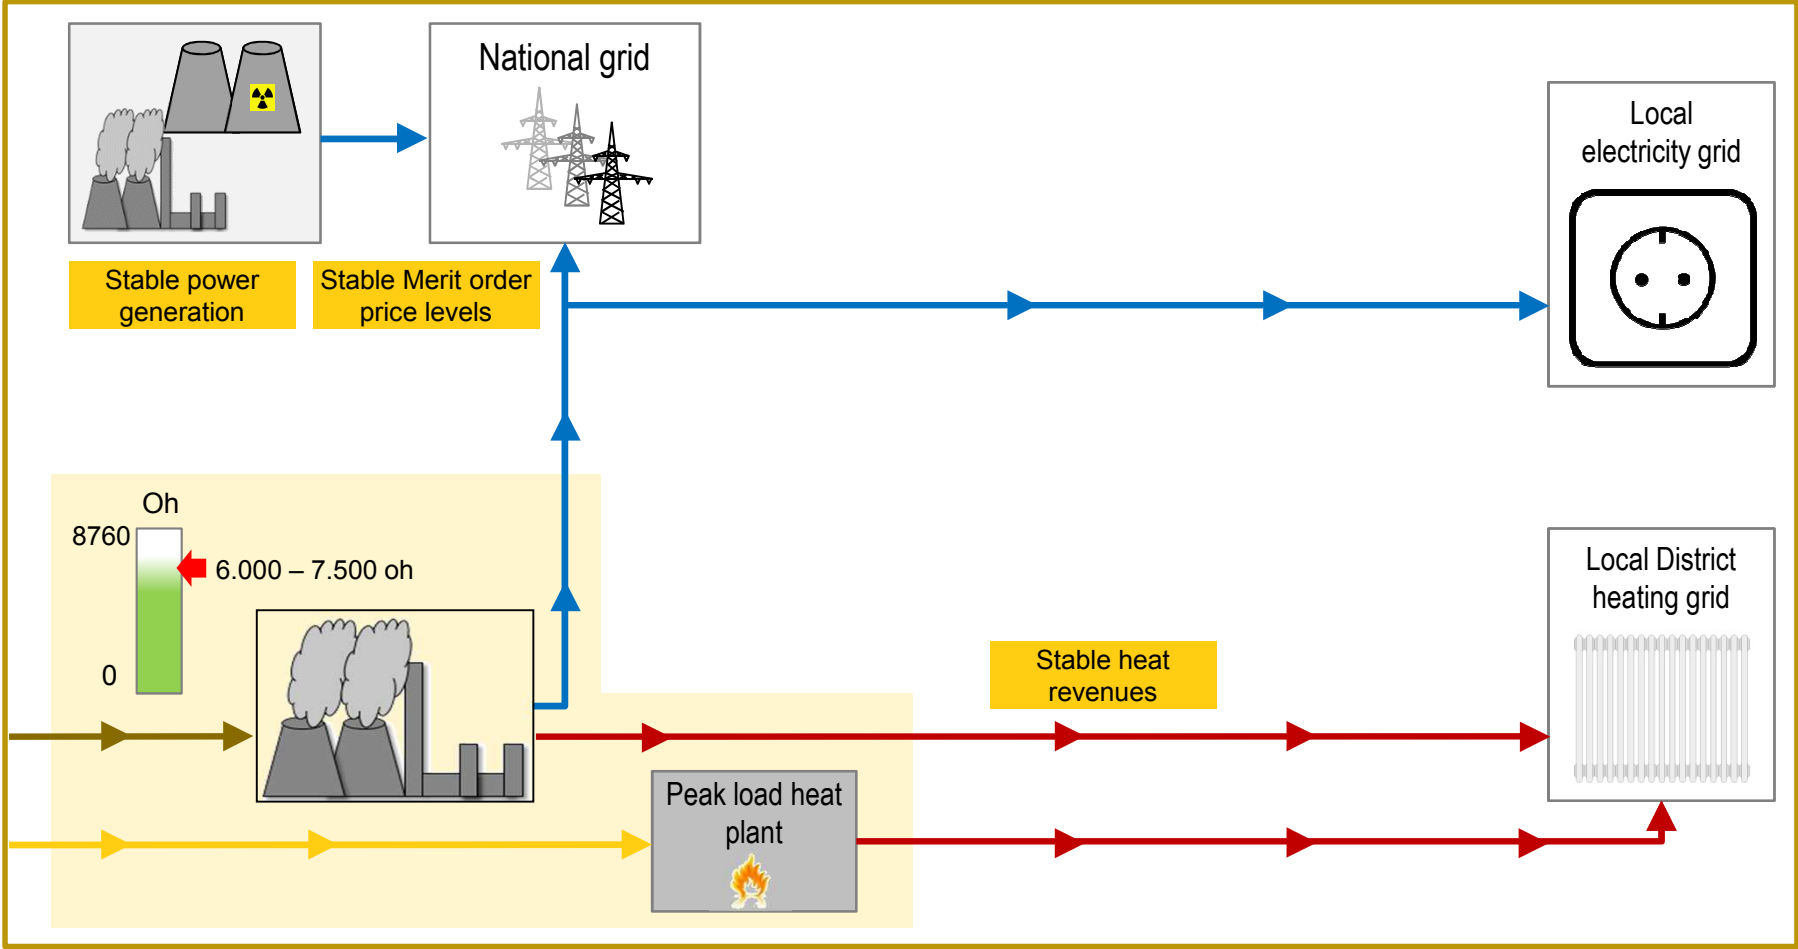 National grid
Local
electricity grid
Stable power
generation
Stable Merit order
price levels
Oh
8760
6.000 – 7.500 oh
0
Local District
heating grid
Stable heat
revenues
Peak load heat
plant